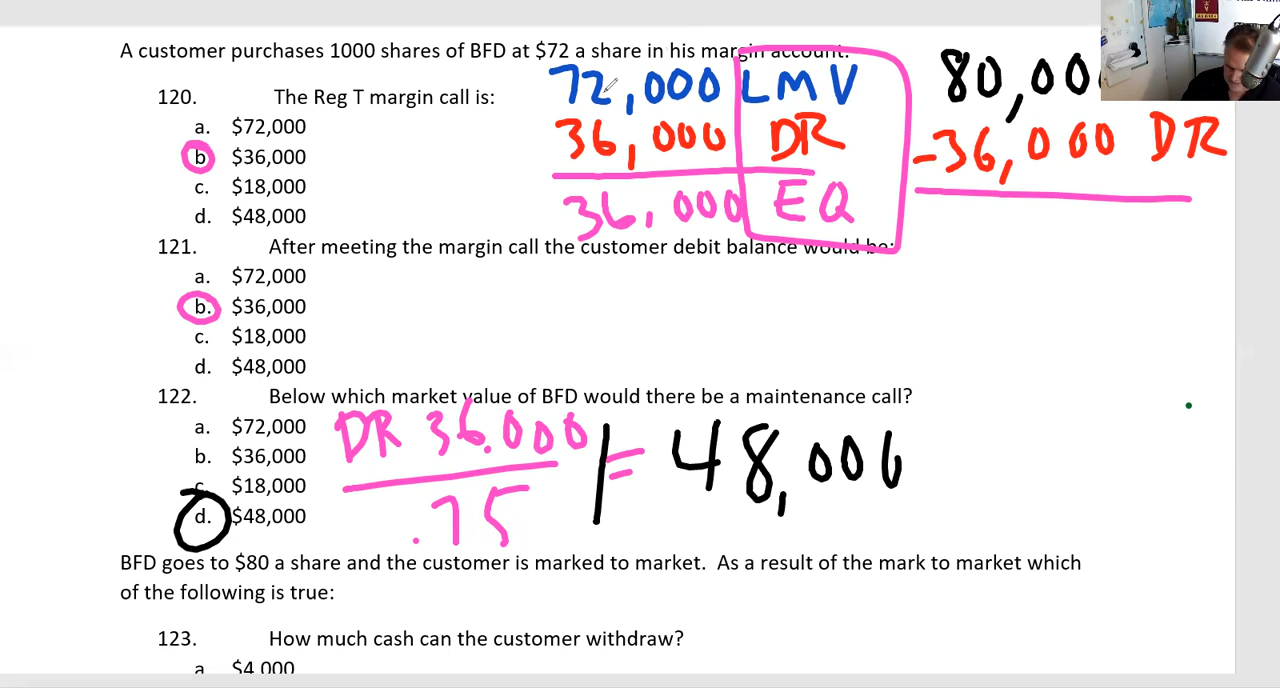 A customer purchases 1000 shares of BFD at $72 a share in his margin account:
72,000 LMV
80,00
120. The Reg T margin call is:
a. $72,000
36,000 DR
-36,000 DR
b $36,000
c. $18,000
36,000 EQ
d. $48,000
121. After meeting the margin call the customer debit balance would be:
a. $72,000
b. $36,000
c. $18,000
d. $48,000
122. Below which market value of BFD would there be a maintenance call?
a. $72,000
DR 36.000
b. $36,000
= 48,000
c. $18,000
.75
d. $48,000
BFD goes to $80 a share and the customer is marked to market. As a result of the mark to market which
of the following is true:
123. How much cash can the customer withdraw?
a $4,000